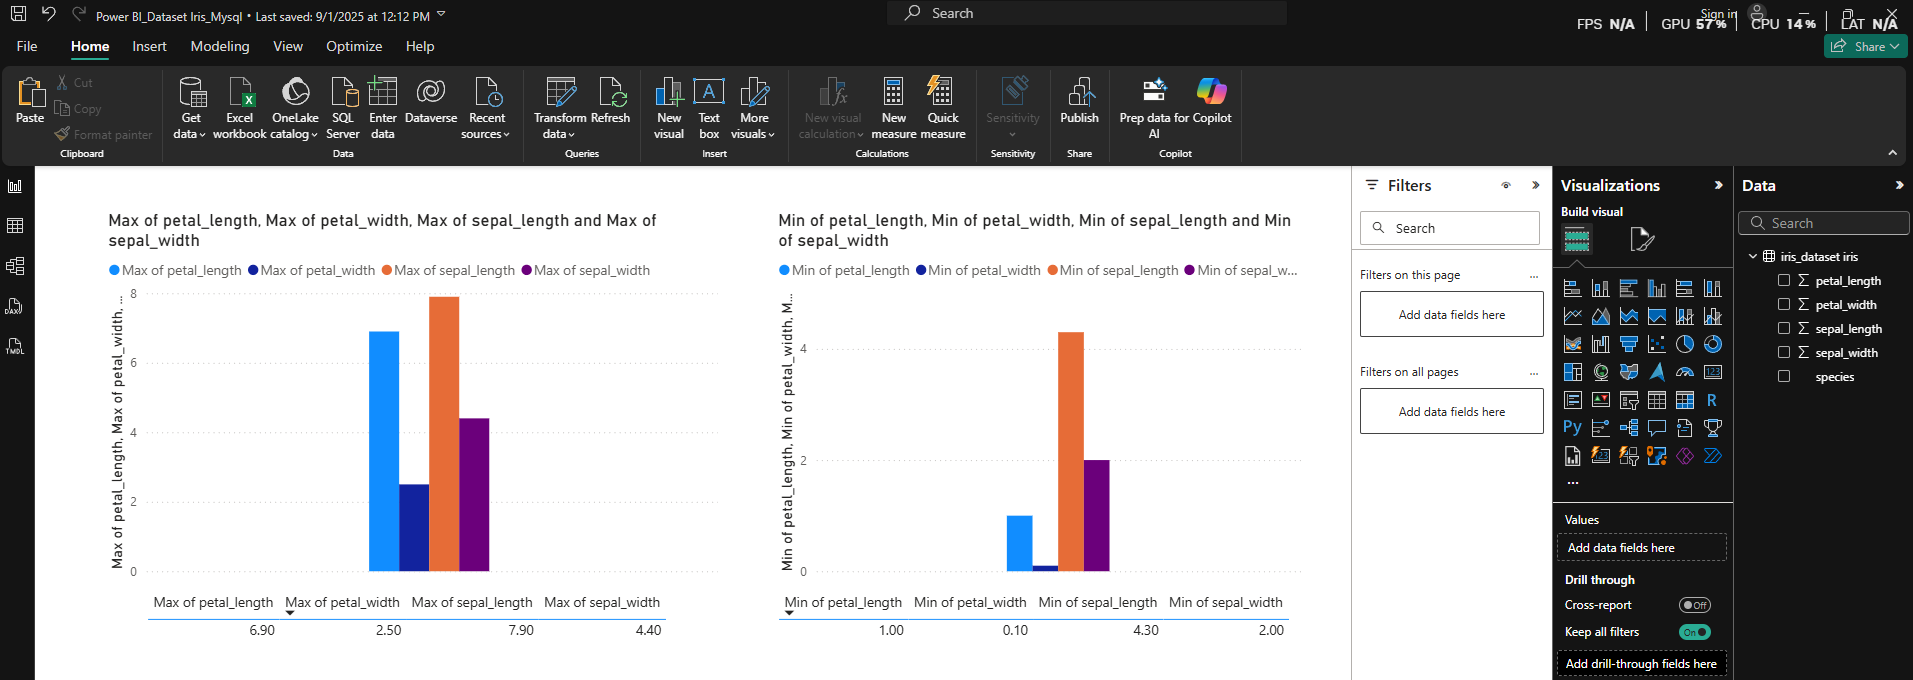 Power BI_Dataset Iris_Mysql • Last saved: 9/1/2025 at 12:12 PM
Search
Sign in
FPS N/A GPU 57% CPU 14% LAT N/A
File Home Insert Modeling View Optimize Help
Share
Paste
Cut
Copy
Format painter
Clipboard
Get data
Excel workbook
OneLake catalog
SQL Server
Enter data
Dataverse
Recent sources
Data
Transform data
Refresh
Queries
New visual
Text box
More visuals
Insert
New visual calculation
New measure
Quick measure
Calculations
Sensitivity
Sensitivity
Publish
Share
Prep data for AI
Copilot
Copilot
DAX
TMDL
Max of petal_length, Max of petal_width, Max of sepal_length and Max of
sepal_width
Max of petal_length Max of petal_width Max of sepal_length Max of sepal_width
Max of petal_length, Max of petal_width, ...
8
6
4
2
0
Max of petal_length Max of petal_width Max of sepal_length Max of sepal_width
6.90 2.50 7.90 4.40
Min of petal_length, Min of petal_width, Min of sepal_length and Min
of sepal_width
Min of petal_length Min of petal_width Min of sepal_length Min of sepal_w...
Min of petal_length, Min of petal_width, M...
4
2
0
Min of petal_length Min of petal_width Min of sepal_length Min of sepal_width
1.00 0.10 4.30 2.00
Filters
Search
Filters on this page ...
Add data fields here
Filters on all pages ...
Add data fields here
Visualizations
Build visual
123
R
Py
123
...
Values
Add data fields here
Drill through
Cross-report Off
Keep all filters On
Add drill-through fields here
Data
Search
iris_dataset iris
petal_length
petal_width
sepal_length
sepal_width
species